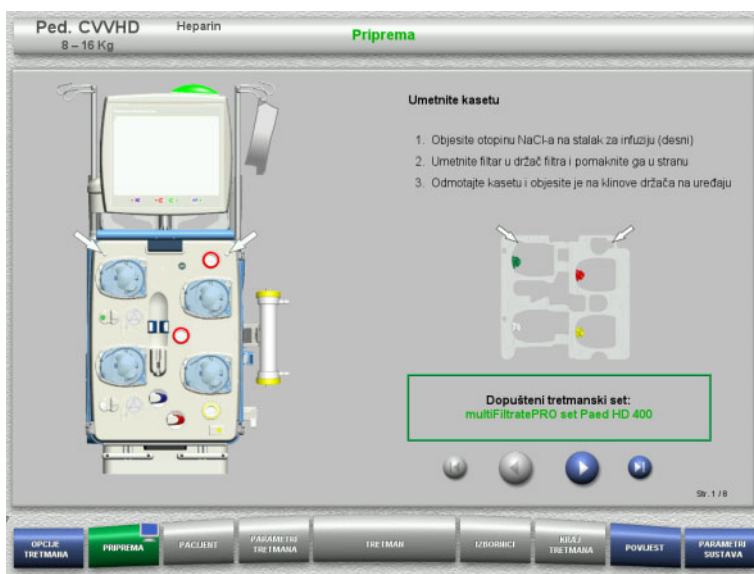 Ped. CVVHD
8 – 16 Kg
Heparin
Priprema
Umetnite kasetu
1. Objesite otopinu NaCl-a na stalak za infuziju (desni)
2. Umetnite filtar u držač filtra i pomaknite ga u stranu
3. Odmotajte kasetu i objesite je na klinove držača na uređaju
Dopušteni tretmanski set:
multiFiltratePRO set Paed HD 400
Str. 1 / 8
OPCIJE
TRETMANA
PRIPREMA
PACIJENT
PARAMETRI
TRETMANA
TRETMAN
IZBORNICI
KRAJ
TRETMANA
POVIJEST
PARAMETRI
SUSTAVA